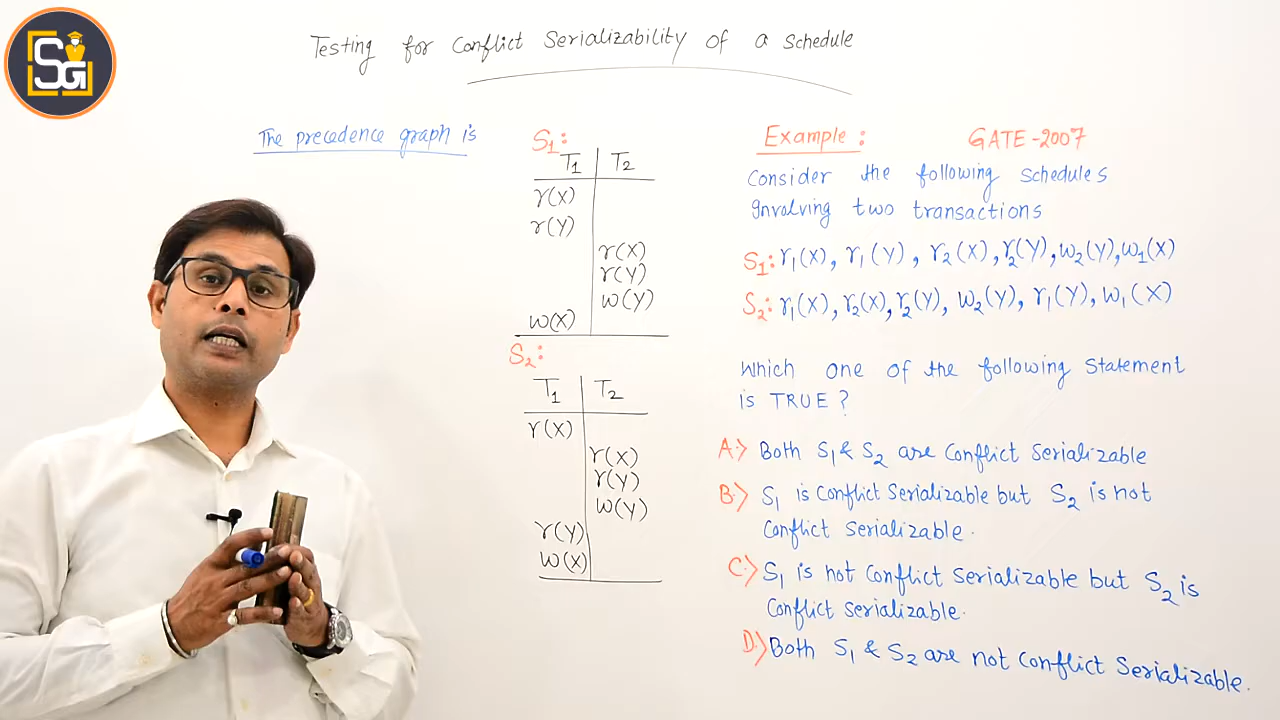 SG
Testing for Conflict Serializability of a Schedule
The precedence graph is
S1:
T1 T2
r(X)
r(Y)
r(X)
r(Y)
w(Y)
w(X)
S2:
T1 T2
r(X)
r(X)
r(Y)
w(Y)
r(Y)
w(X)
Example: GATE-2007
Consider the following schedules
Involving two transactions
S1: r1(X), r1(Y), r2(X), r2(Y), w2(Y), w1(X)
S2: r1(X), r2(X), r2(Y), w2(Y), r1(Y), w1(X)
Which one of the following Statement
is TRUE?
A:> Both S1 & S2 are Conflict Serializable
B:> S1 is Conflict Serializable but S2 is not
Conflict Serializable.
C:> S1 is not Conflict Serializable but S2 is
Conflict Serializable.
D:> Both S1 & S2 are not Conflict Serializable.